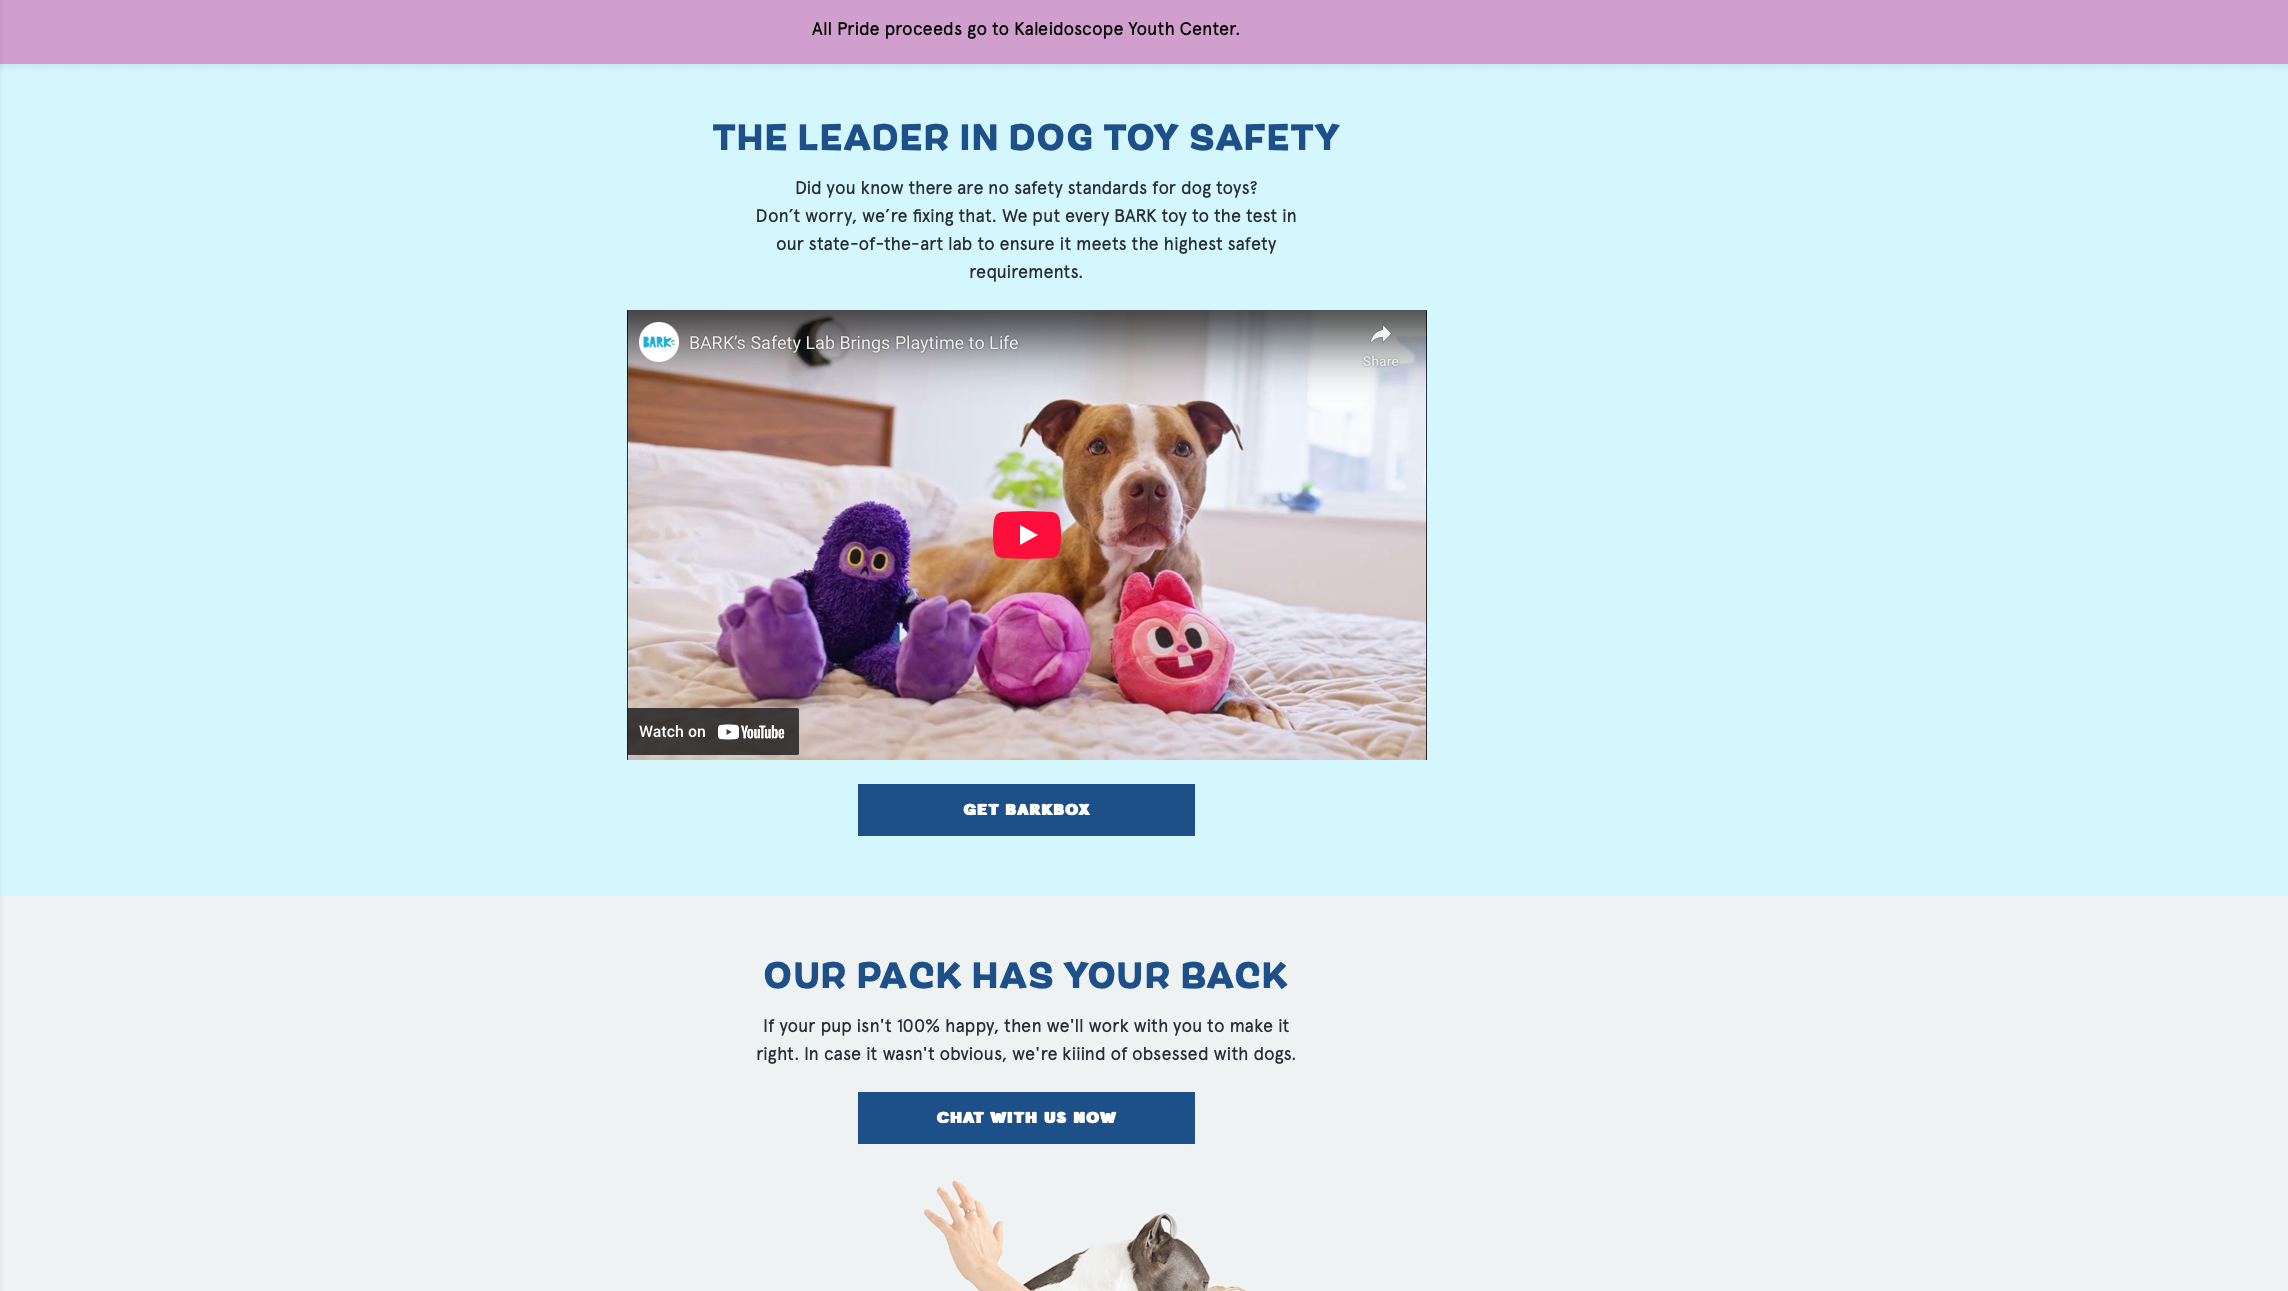 All Pride proceeds go to Kaleidoscope Youth Center.
THE LEADER IN DOG TOY SAFETY
Did you know there are no safety standards for dog toys?
Don’t worry, we’re fixing that. We put every BARK toy to the test in
our state-of-the-art lab to ensure it meets the highest safety
requirements.
BARK
BARK’s Safety Lab Brings Playtime to Life
Share
Watch on YouTube
GET BARKBOX
OUR PACK HAS YOUR BACK
If your pup isn't 100% happy, then we'll work with you to make it
right. In case it wasn't obvious, we're kiiind of obsessed with dogs.
CHAT WITH US NOW